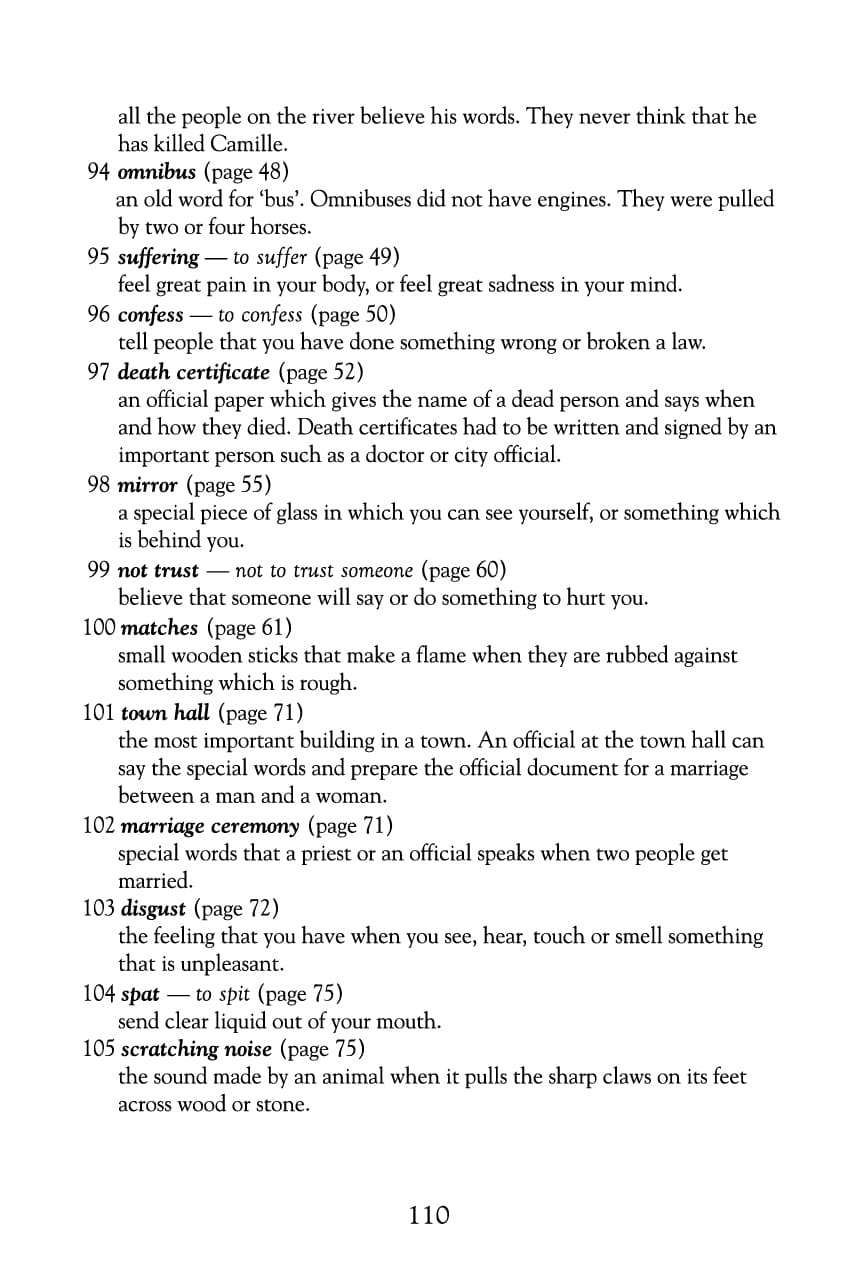 all the people on the river believe his words. They never think that he
has killed Camille.
94 omnibus (page 48)
an old word for ‘bus’. Omnibuses did not have engines. They were pulled
by two or four horses.
95 suffering — to suffer (page 49)
feel great pain in your body, or feel great sadness in your mind.
96 confess — to confess (page 50)
tell people that you have done something wrong or broken a law.
97 death certificate (page 52)
an official paper which gives the name of a dead person and says when
and how they died. Death certificates had to be written and signed by an
important person such as a doctor or city official.
98 mirror (page 55)
a special piece of glass in which you can see yourself, or something which
is behind you.
99 not trust — not to trust someone (page 60)
believe that someone will say or do something to hurt you.
100 matches (page 61)
small wooden sticks that make a flame when they are rubbed against
something which is rough.
101 town hall (page 71)
the most important building in a town. An official at the town hall can
say the special words and prepare the official document for a marriage
between a man and a woman.
102 marriage ceremony (page 71)
special words that a priest or an official speaks when two people get
married.
103 disgust (page 72)
the feeling that you have when you see, hear, touch or smell something
that is unpleasant.
104 spat — to spit (page 75)
send clear liquid out of your mouth.
105 scratching noise (page 75)
the sound made by an animal when it pulls the sharp claws on its feet
across wood or stone.
110